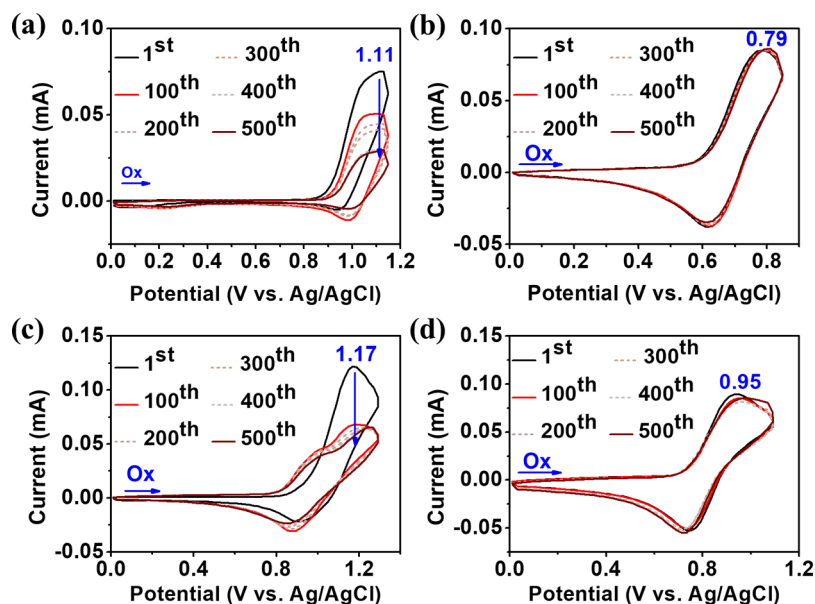 (a)
1st
100th
200th
300th
400th
500th
1.11
Ox
0.10
0.05
0.00
Current (mA)
0.0 0.2 0.4 0.6 0.8 1.0 1.2
Potential (V vs. Ag/AgCl)
(b)
1st
100th
200th
300th
400th
500th
0.79
Ox
0.10
0.05
0.00
-0.05
Current (mA)
0.0 0.2 0.4 0.6 0.8
Potential (V vs. Ag/AgCl)
(c)
1st
100th
200th
300th
400th
500th
1.17
Ox
0.15
0.10
0.05
0.00
-0.05
Current (mA)
0.0 0.2 0.4 0.6 0.8 1.0 1.2
Potential (V vs. Ag/AgCl)
(d)
1st
100th
200th
300th
400th
500th
0.95
Ox
0.15
0.10
0.05
0.00
-0.05
Current (mA)
0.0 0.4 0.8 1.2
Potential (V vs. Ag/AgCl)